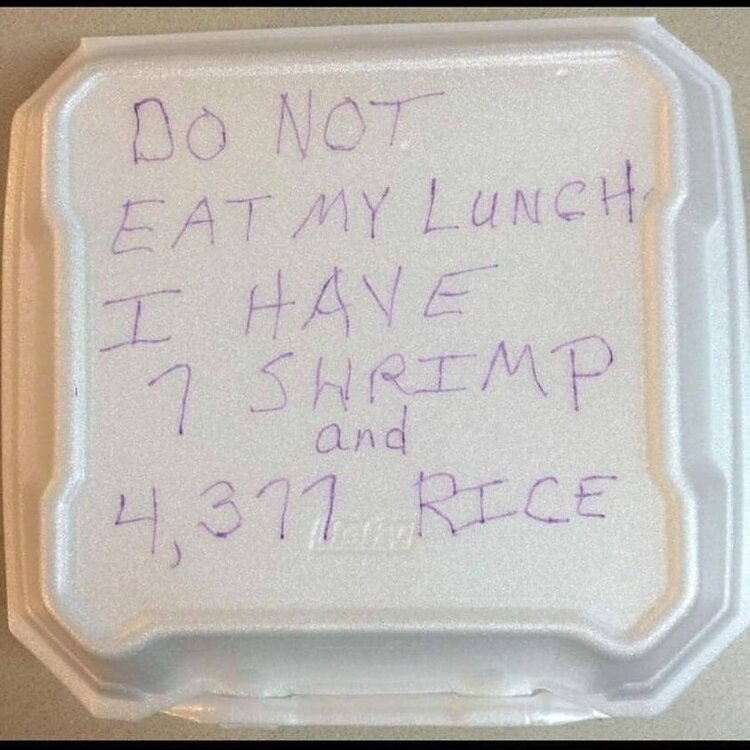 DO NOT
EAT MY LUNCH
I HAVE
7 SHRIMP
and
4,377 RICE